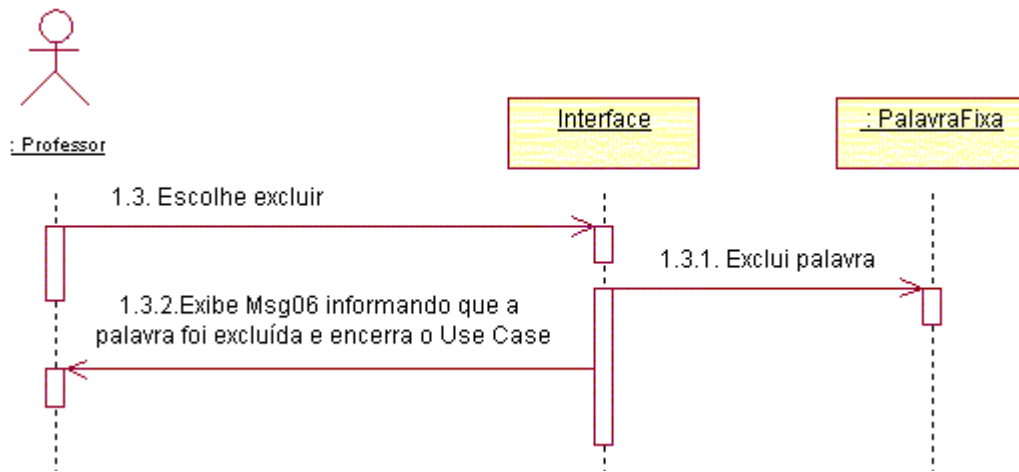 : Professor
Interface
: PalavraFixa
1.3. Escolhe excluir
1.3.1. Exclui palavra
1.3.2.Exibe Msg06 informando que a
palavra foi excluída e encerra o Use Case